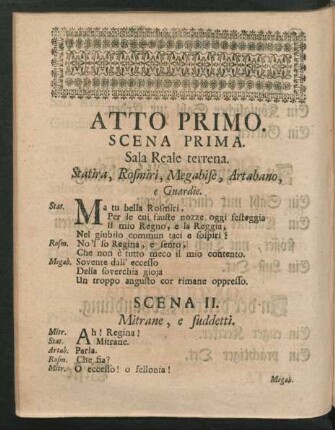 ATTO PRIMO.
SCENA PRIMA.
Sala Reale terrena.
Statira, Rosmiri, Megabise, Artabano,
e Guardie.
Stat. Ma tu bella Rosmiri,
Per le cui fauste nozze oggi festeggia
Il mio Regno, e la Reggia,
Nel giubilo commun taci e sospiri?
Rosm. No'l so Regina, e sento,
Che non è tutto meco il mio contento.
Megab. Sovente dall' eccesso
Della soverchia gioja
Un troppo angusto cor rimane oppresso.
SCENA II.
Mitrane, e suddetti.
Mitr. Ah! Regina!
Stat. Mitrane.
Artab. Parla.
Rosm. Che fia?
Mitr. O eccesso! o fellonia!
Megab.